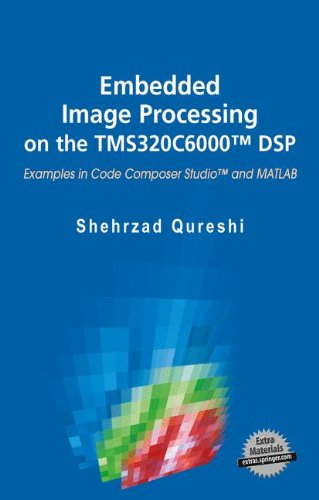 Embedded
Image Processing
on the TMS320C6000™ DSP
Examples in Code Composer Studio™ and MATLAB
Shehrzad Qureshi
Extra
Materials
extras.springer.com